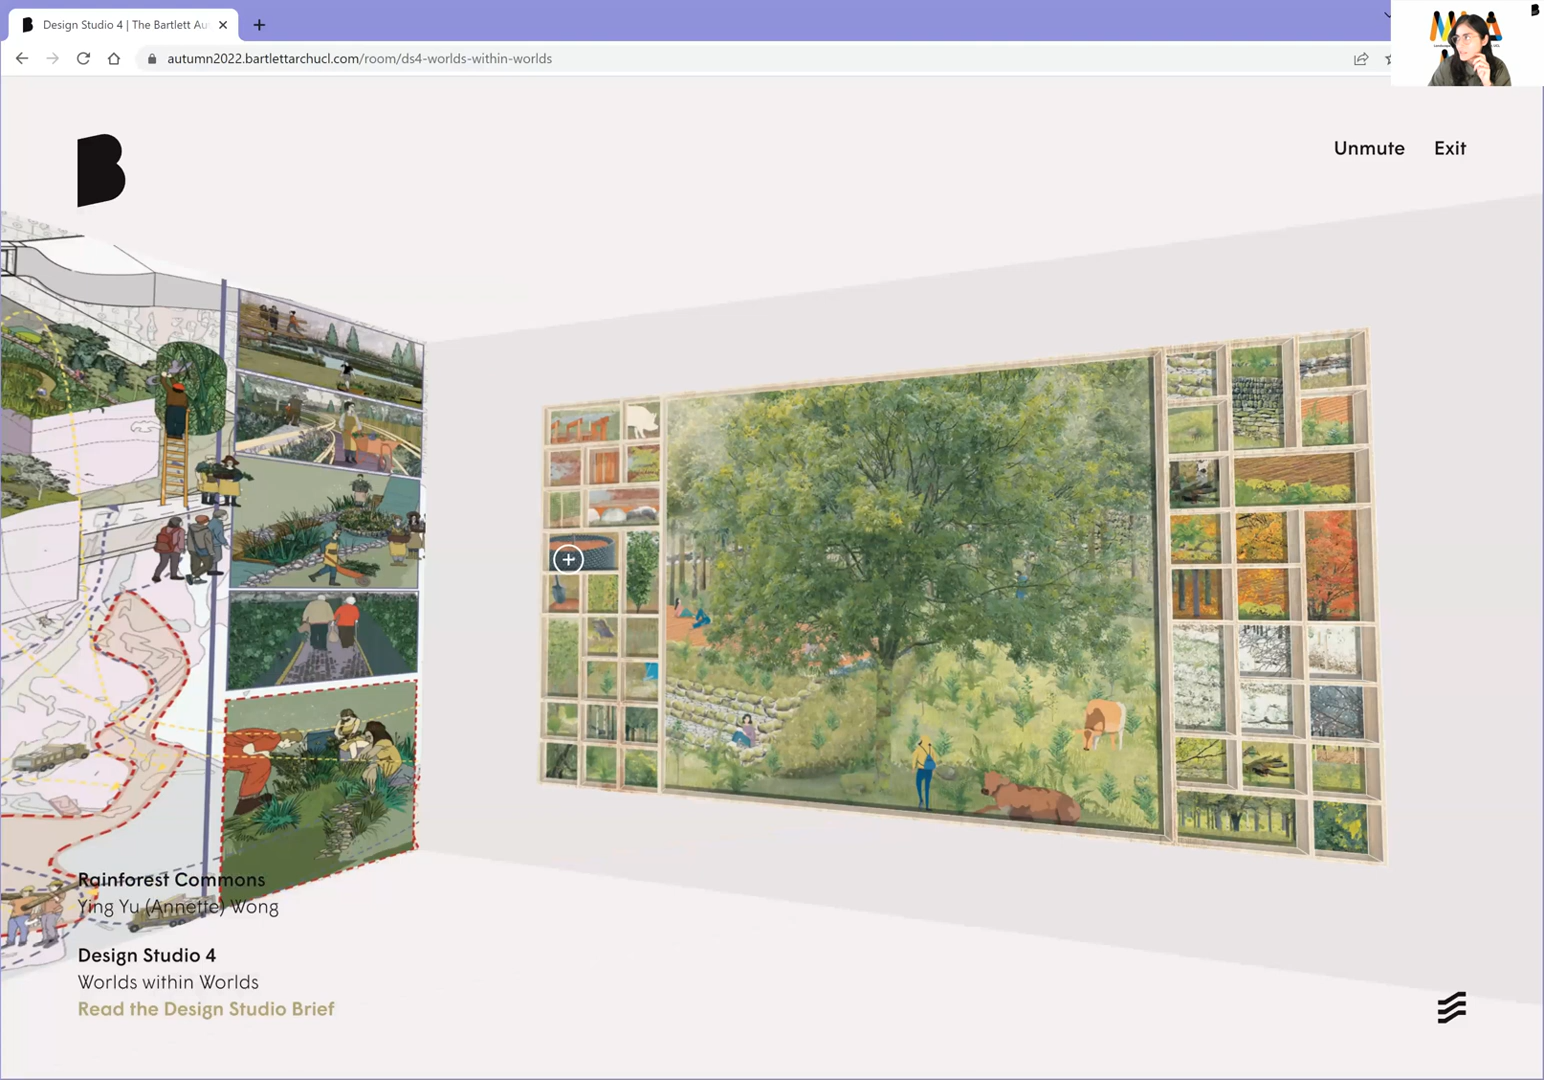 Design Studio 4 | The Bartlett Au
autumn2022.bartlettarchucl.com/room/ds4-worlds-within-worlds
B
Unmute Exit
Rainforest Commons
Ying Yu (Annette) Wong
Design Studio 4
Worlds within Worlds
Read the Design Studio Brief